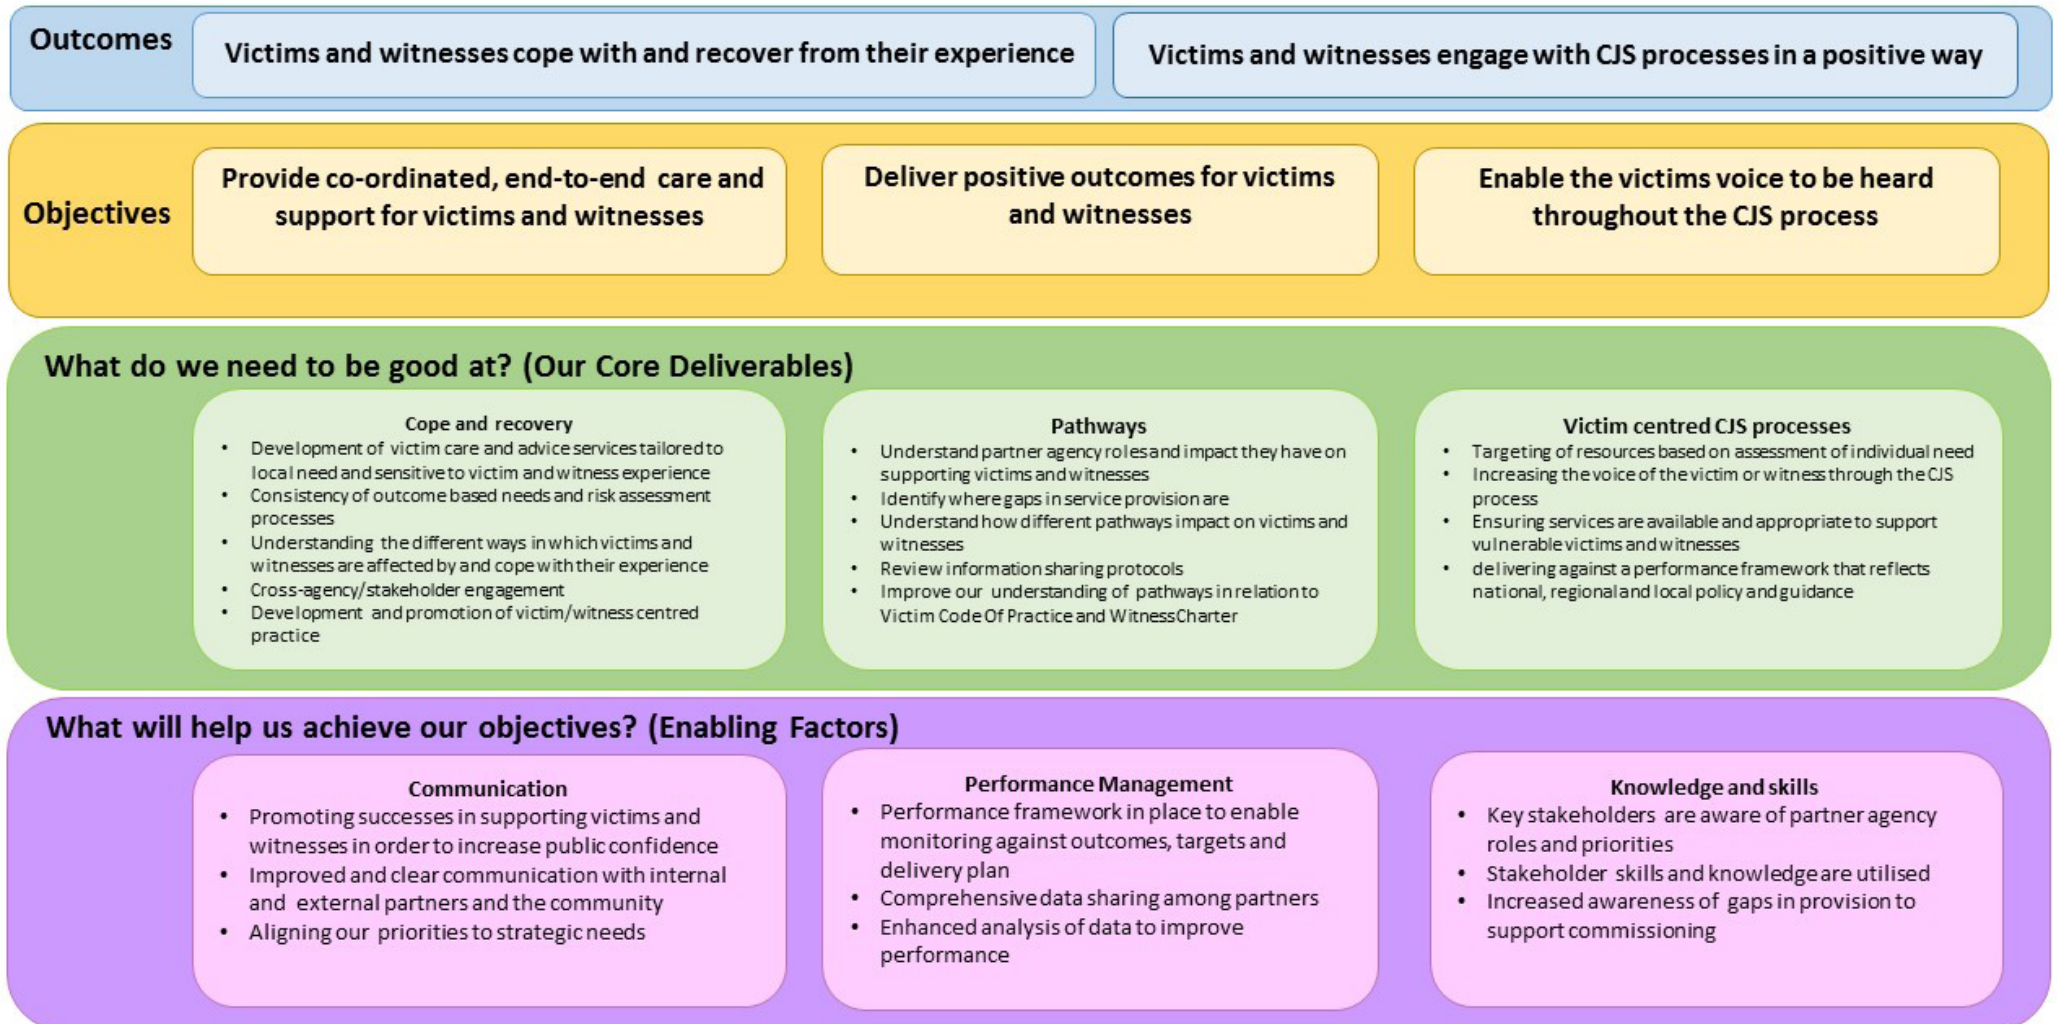 Outcomes
Victims and witnesses cope with and recover from their experience
Victims and witnesses engage with CJS processes in a positive way
Objectives
Provide co-ordinated, end-to-end care and
support for victims and witnesses
Deliver positive outcomes for victims
and witnesses
Enable the victims voice to be heard
throughout the CJS process
What do we need to be good at? (Our Core Deliverables)
Cope and recovery
• Development of victim care and advice services tailored to
local need and sensitive to victim and witness experience
• Consistency of outcome based needs and risk assessment
processes
• Understanding the different ways in which victims and
witnesses are affected by and cope with their experience
• Cross-agency/stakeholder engagement
• Development and promotion of victim/witness centred
practice
Pathways
• Understand partner agency roles and impact they have on
supporting victims and witnesses
• Identify where gaps in service provision are
• Understand how different pathways impact on victims and
witnesses
• Review information sharing protocols
• Improve our understanding of pathways in relation to
Victim Code Of Practice and Witness Charter
Victim centred CJS processes
• Targeting of resources based on assessment of individual need
• Increasing the voice of the victim or witness through the CJS
process
• Ensuring services are available and appropriate to support
vulnerable victims and witnesses
• delivering against a performance framework that reflects
national, regional and local policy and guidance
What will help us achieve our objectives? (Enabling Factors)
Communication
• Promoting successes in supporting victims and
witnesses in order to increase public confidence
• Improved and clear communication with internal
and external partners and the community
• Aligning our priorities to strategic needs
Performance Management
• Performance framework in place to enable
monitoring against outcomes, targets and
delivery plan
• Comprehensive data sharing among partners
• Enhanced analysis of data to improve
performance
Knowledge and skills
• Key stakeholders are aware of partner agency
roles and priorities
• Stakeholder skills and knowledge are utilised
• Increased awareness of gaps in provision to
support commissioning